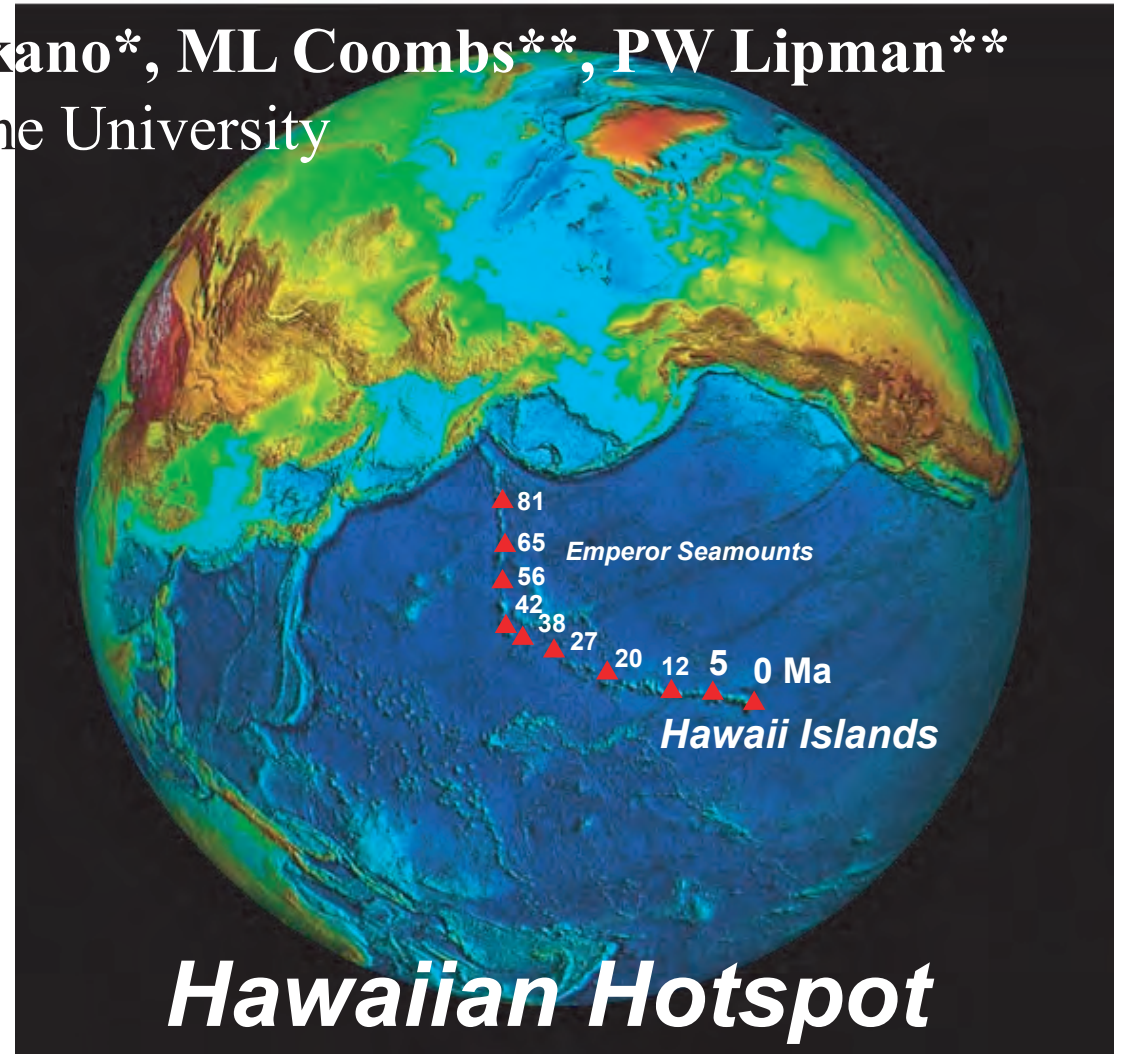 kano*, ML Coombs**, PW Lipman**
ne University
81
65
Emperor Seamounts
56
42
38
27
20
12
5
0 Ma
Hawaii Islands
Hawaiian Hotspot